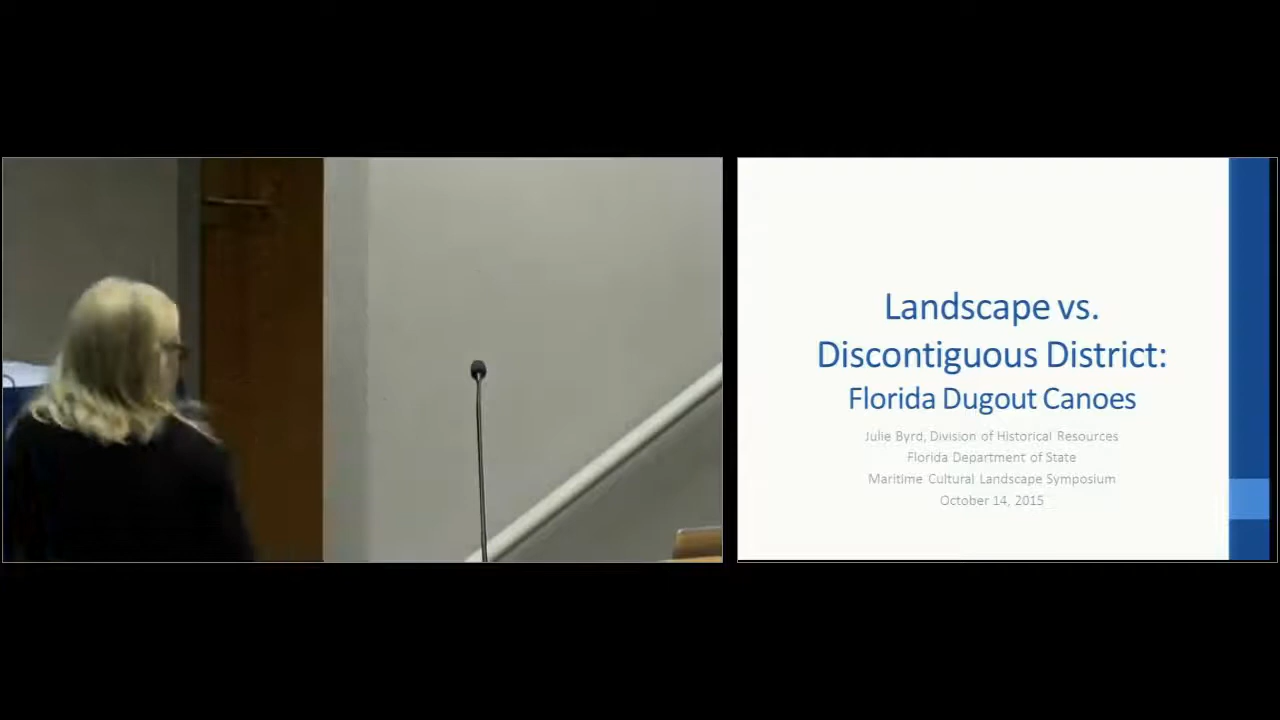 Landscape vs.
Discontiguous District:
Florida Dugout Canoes
Julie Byrd, Division of Historical Resources
Florida Department of State
Maritime Cultural Landscape Symposium
October 14, 2015